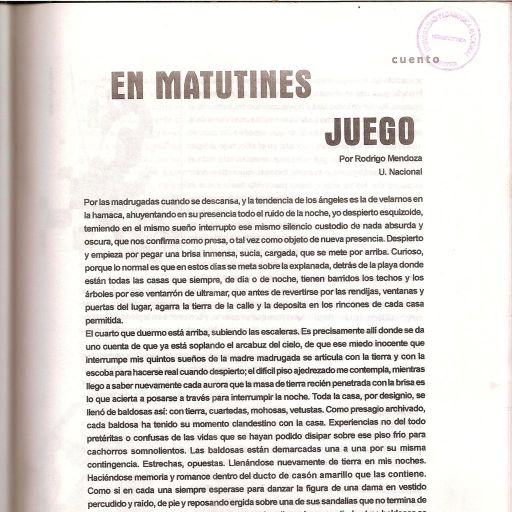 cuento
EN MATUTINES
JUEGO
Por Rodrigo Mendoza
U. Nacional
Por las madrugadas cuando se descansa, y la tendencia de los ángeles es la de velarnos en
la hamaca, ahuyentando en su presencia todo el ruido de la noche, yo despierto esquizoide,
temiendo en el mismo sueño interrupto ese mismo silencio custodio de nada absurda y
oscura, que nos confirma como presa, o tal vez como objeto de nueva presencia. Despierto
y empieza por pegar una brisa inmensa, sucia, cargada, que se mete por arriba. Curioso,
porque lo normal es que en estos días se meta sobre la explanada, detrás de la playa donde
están todas las casas que siempre, de día o de noche, tienen barridos los techos y los
árboles por ese ventarrón de ultramar, que antes de revertirse por las rendijas, ventanas y
puertas del lugar, agarra la tierra de la calle y la deposita en los rincones de cada casa
permitida.
El cuarto que duermo está arriba, subiendo las escaleras. Es precisamente allí donde se da
uno cuenta de que ya está soplando el arcabuz del cielo, de que ese miedo inocente que
interrumpe mis quintos sueños de la madre madrugada se articula con la tierra y con la
escoba para hacerse real cuando despierto; el difícil piso ajedrezado me contempla, mientras
llego a saber nuevamente cada aurora que la masa de tierra recién penetrada con la brisa es
lo que acierta a posarse a través para interrumpir la noche. Toda la casa, por designio, se
llenó de baldosas así: con tierra, cuartedas, mohosas, vetustas. Como presagio archivado,
cada baldosa ha tenido su momento clandestino con la casa. Experiencias no del todo
pretéritas o confusas de las vidas que se hayan podido disipar sobre ese piso frío para
cachorros somnolientos. Las baldosas están demarcadas una a una por su misma
contingencia. Estrechas, opuestas. Llenándose nuevamente de tierra en mis noches.
Haciéndose memoria y romance dentro del ducto de casón amarillo que las contiene.
Como si en cada una siempre esperase para danzar la figura de una dama en vestido
percudido y raído, de pie y reposando ergida sobre una de sus sandalias que no termina de